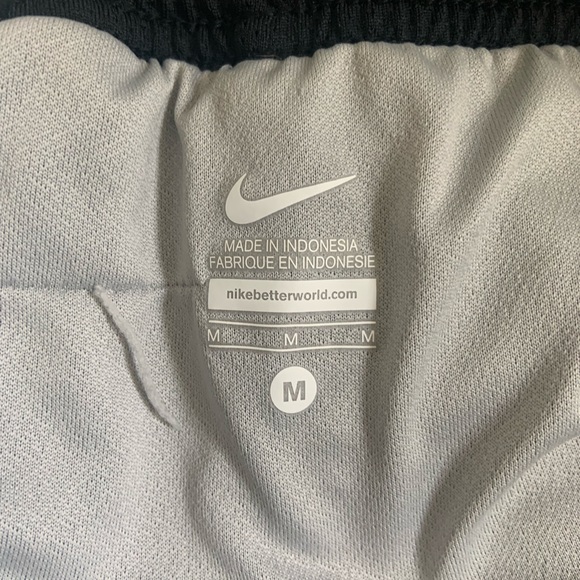 MADE IN INDONESIA
FABRIQUE EN INDONESIE
nikebetterworld.com
M M M
M